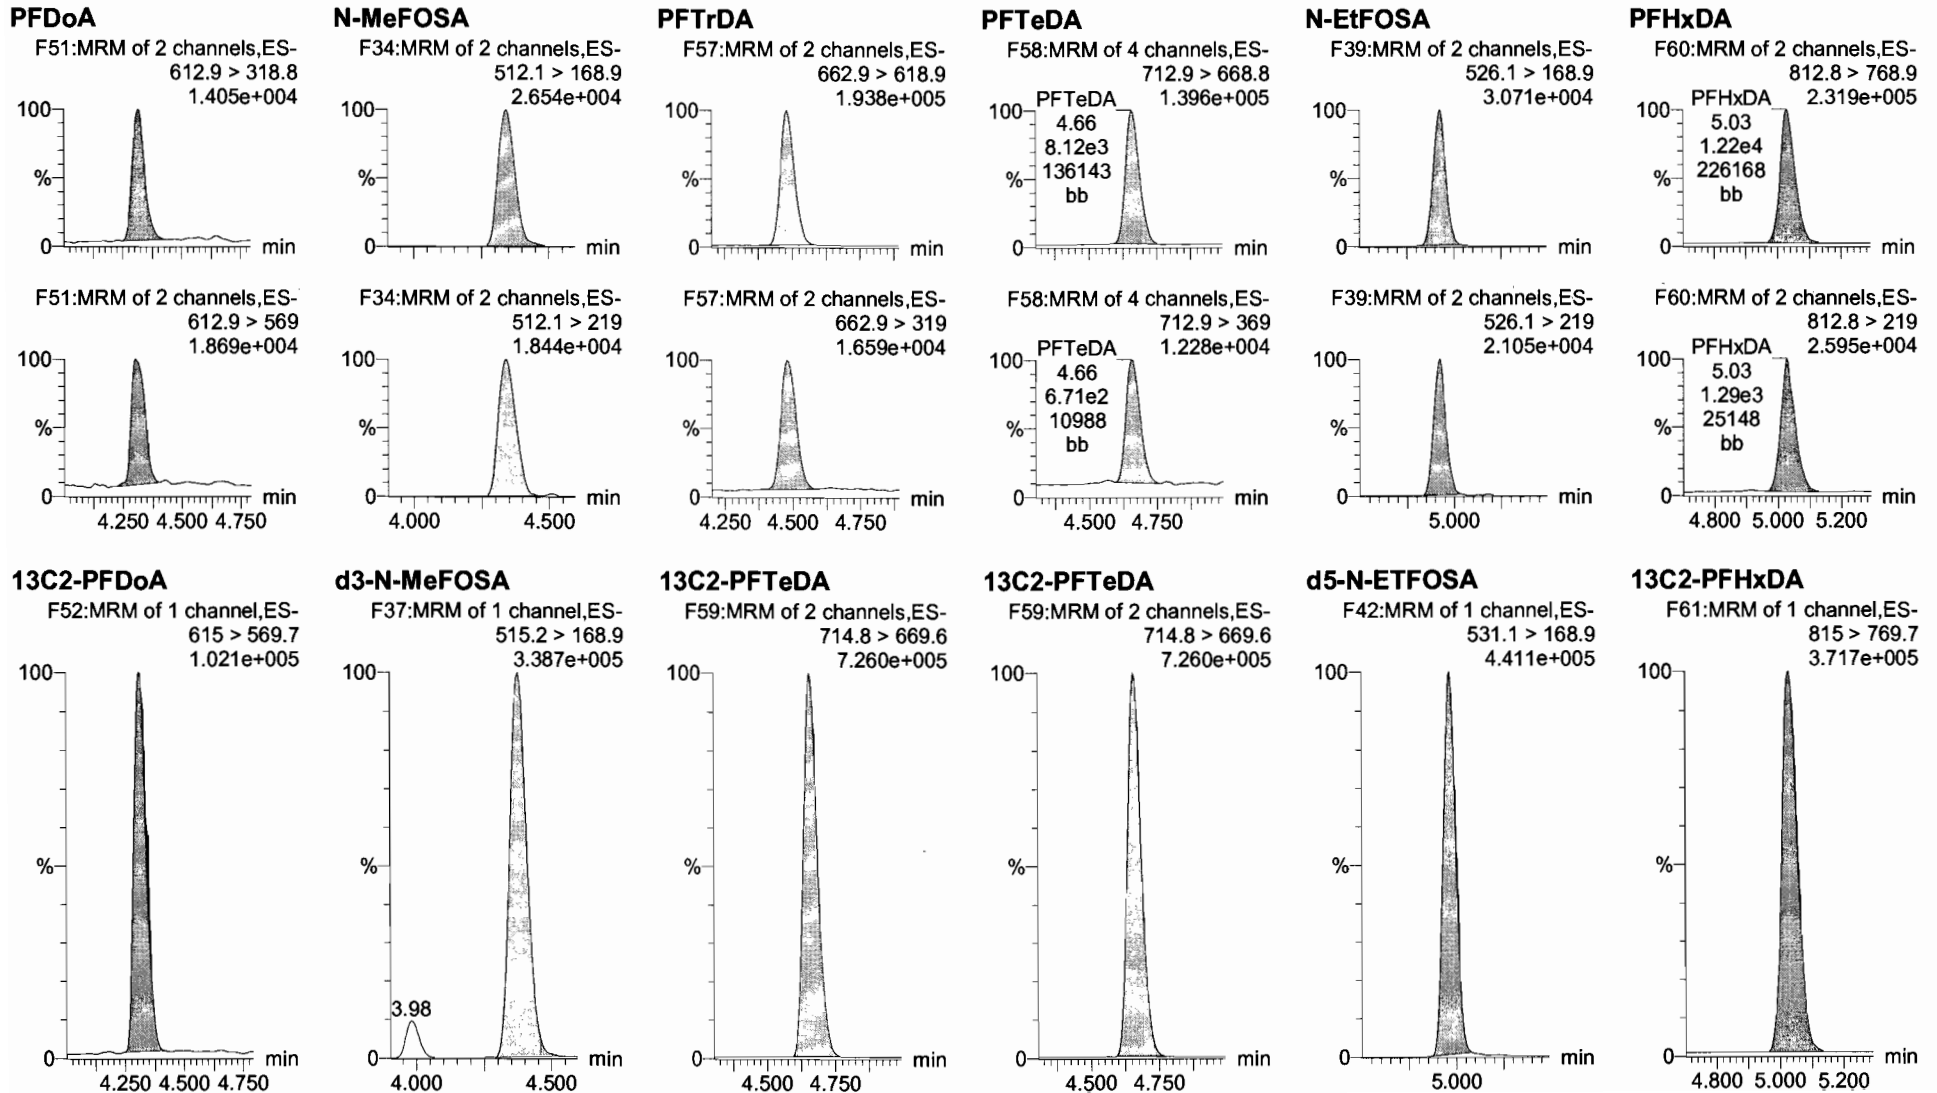 PFDoA
F51:MRM of 2 channels,ES-
612.9 > 318.8
1.405e+004
100
%
0
min
F51:MRM of 2 channels,ES-
612.9 > 569
1.869e+004
100
%
0
min
4.250 4.500 4.750
N-MeFOSA
F34:MRM of 2 channels,ES-
512.1 > 168.9
2.654e+004
100
%
0
min
F34:MRM of 2 channels,ES-
512.1 > 219
1.844e+004
100
%
0
min
4.000 4.500
PFTrDA
F57:MRM of 2 channels,ES-
662.9 > 618.9
1.938e+005
100
%
0
min
F57:MRM of 2 channels,ES-
662.9 > 319
1.659e+004
100
%
0
min
4.250 4.500 4.750
PFTeDA
F58:MRM of 4 channels,ES-
712.9 > 668.8
1.396e+005
PFTeDA
4.66
8.12e3
136143
bb
100
%
0
min
F58:MRM of 4 channels,ES-
712.9 > 369
1.228e+004
PFTeDA
4.66
6.71e2
10988
bb
100
%
0
min
4.500 4.750
N-EtFOSA
F39:MRM of 2 channels,ES-
526.1 > 168.9
3.071e+004
100
%
0
min
F39:MRM of 2 channels,ES-
526.1 > 219
2.105e+004
100
%
0
min
5.000
PFHxDA
F60:MRM of 2 channels,ES-
812.8 > 768.9
2.319e+005
PFHxDA
5.03
1.22e4
226168
bb
100
%
0
min
F60:MRM of 2 channels,ES-
812.8 > 219
2.595e+004
PFHxDA
5.03
1.29e3
25148
bb
100
%
0
min
4.800 5.000 5.200
13C2-PFDoA
F52:MRM of 1 channel,ES-
615 > 569.7
1.021e+005
100
%
0
min
4.250 4.500 4.750
d3-N-MeFOSA
F37:MRM of 1 channel,ES-
515.2 > 168.9
3.387e+005
100
%
3.98
0
min
4.000 4.500
13C2-PFTeDA
F59:MRM of 2 channels,ES-
714.8 > 669.6
7.260e+005
100
%
0
min
4.500 4.750
13C2-PFTeDA
F59:MRM of 2 channels,ES-
714.8 > 669.6
7.260e+005
100
%
0
min
4.500 4.750
d5-N-ETFOSA
F42:MRM of 1 channel,ES-
531.1 > 168.9
4.411e+005
100
%
0
min
5.000
13C2-PFHxDA
F61:MRM of 1 channel,ES-
815 > 769.7
3.717e+005
100
%
0
min
4.800 5.000 5.200